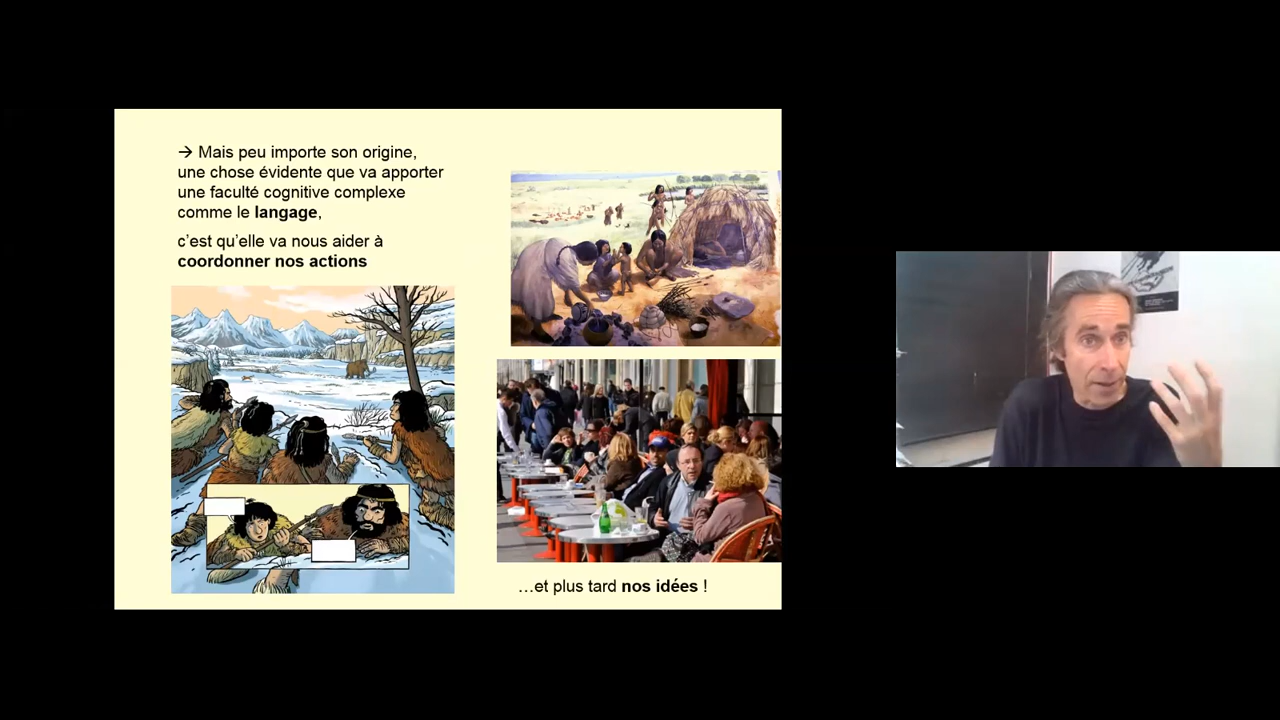 → Mais peu importe son origine,
une chose évidente que va apporter
une faculté cognitive complexe
comme le langage,
c’est qu’elle va nous aider à
coordonner nos actions
…et plus tard nos idées !